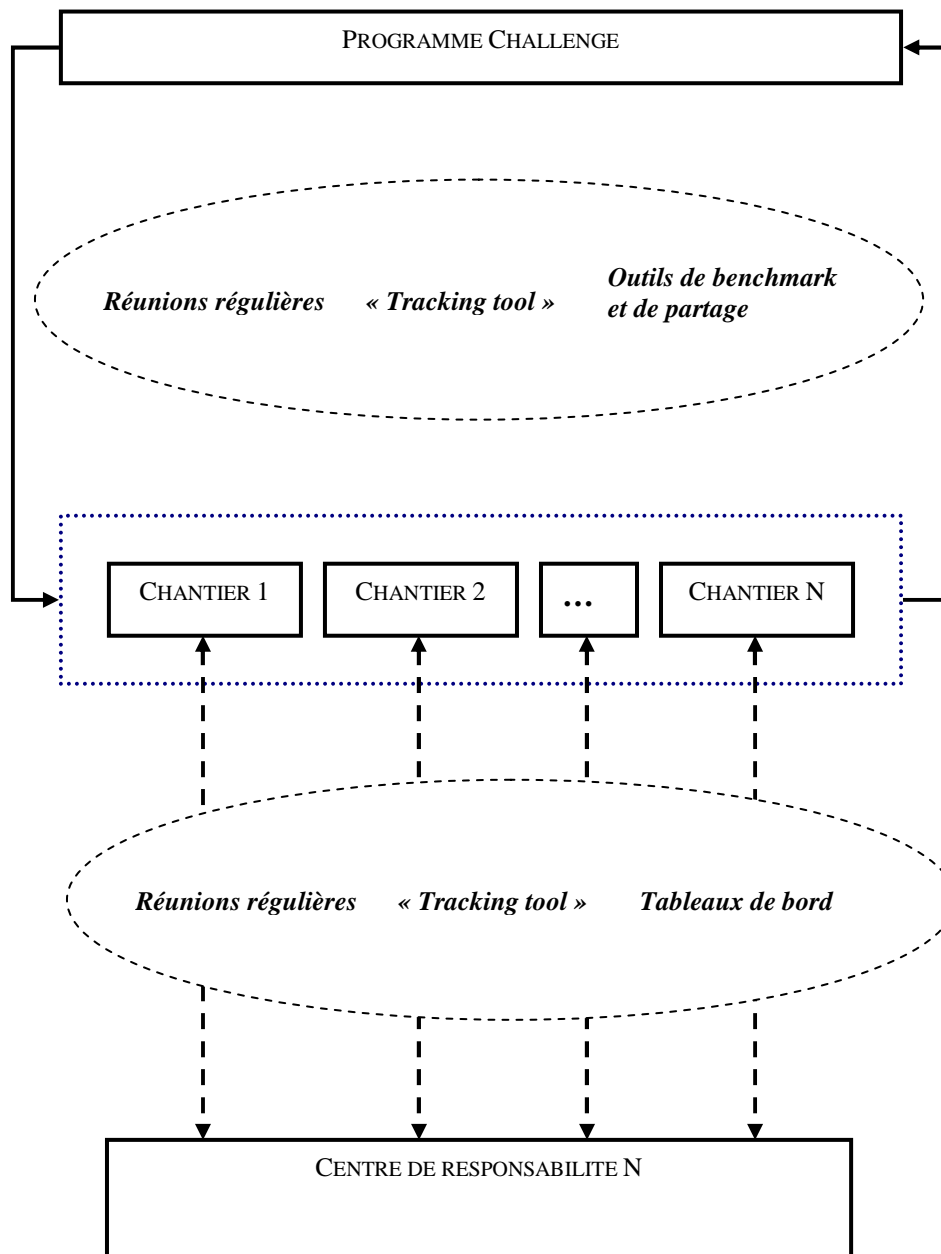 PROGRAMME CHALLENGE
Réunions régulières « Tracking tool » Outils de benchmark
et de partage
CHANTIER 1 CHANTIER 2 ... CHANTIER N
Réunions régulières « Tracking tool » Tableaux de bord
CENTRE DE RESPONSABILITE N